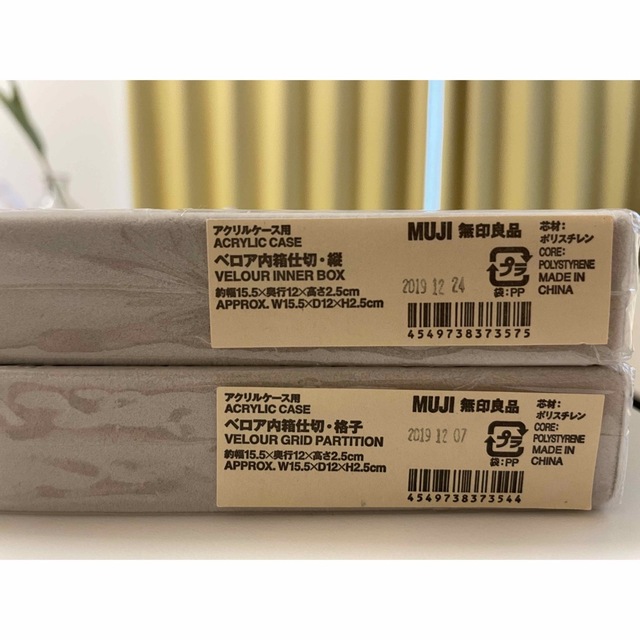 アクリルケース用
ACRYLIC CASE
ベロア内箱仕切・縦
VELOUR INNER BOX
約幅15.5×奥行12×高さ2.5cm
APPROX. W15.5×D12×H2.5cm
MUJI 無印良品
2019 12 24
4549738373575
プラ
袋:PP
芯材:
ポリスチレン
CORE:
POLYSTYRENE
MADE IN
CHINA
アクリルケース用
ACRYLIC CASE
ベロア内箱仕切・格子
VELOUR GRID PARTITION
約幅15.5×奥行12×高さ2.5cm
APPROX. W15.5×D12×H2.5cm
MUJI 無印良品
2019 12 07
4549738373544
プラ
袋:PP
芯材:
ポリスチレン
CORE:
POLYSTYRENE
MADE IN
CHINA